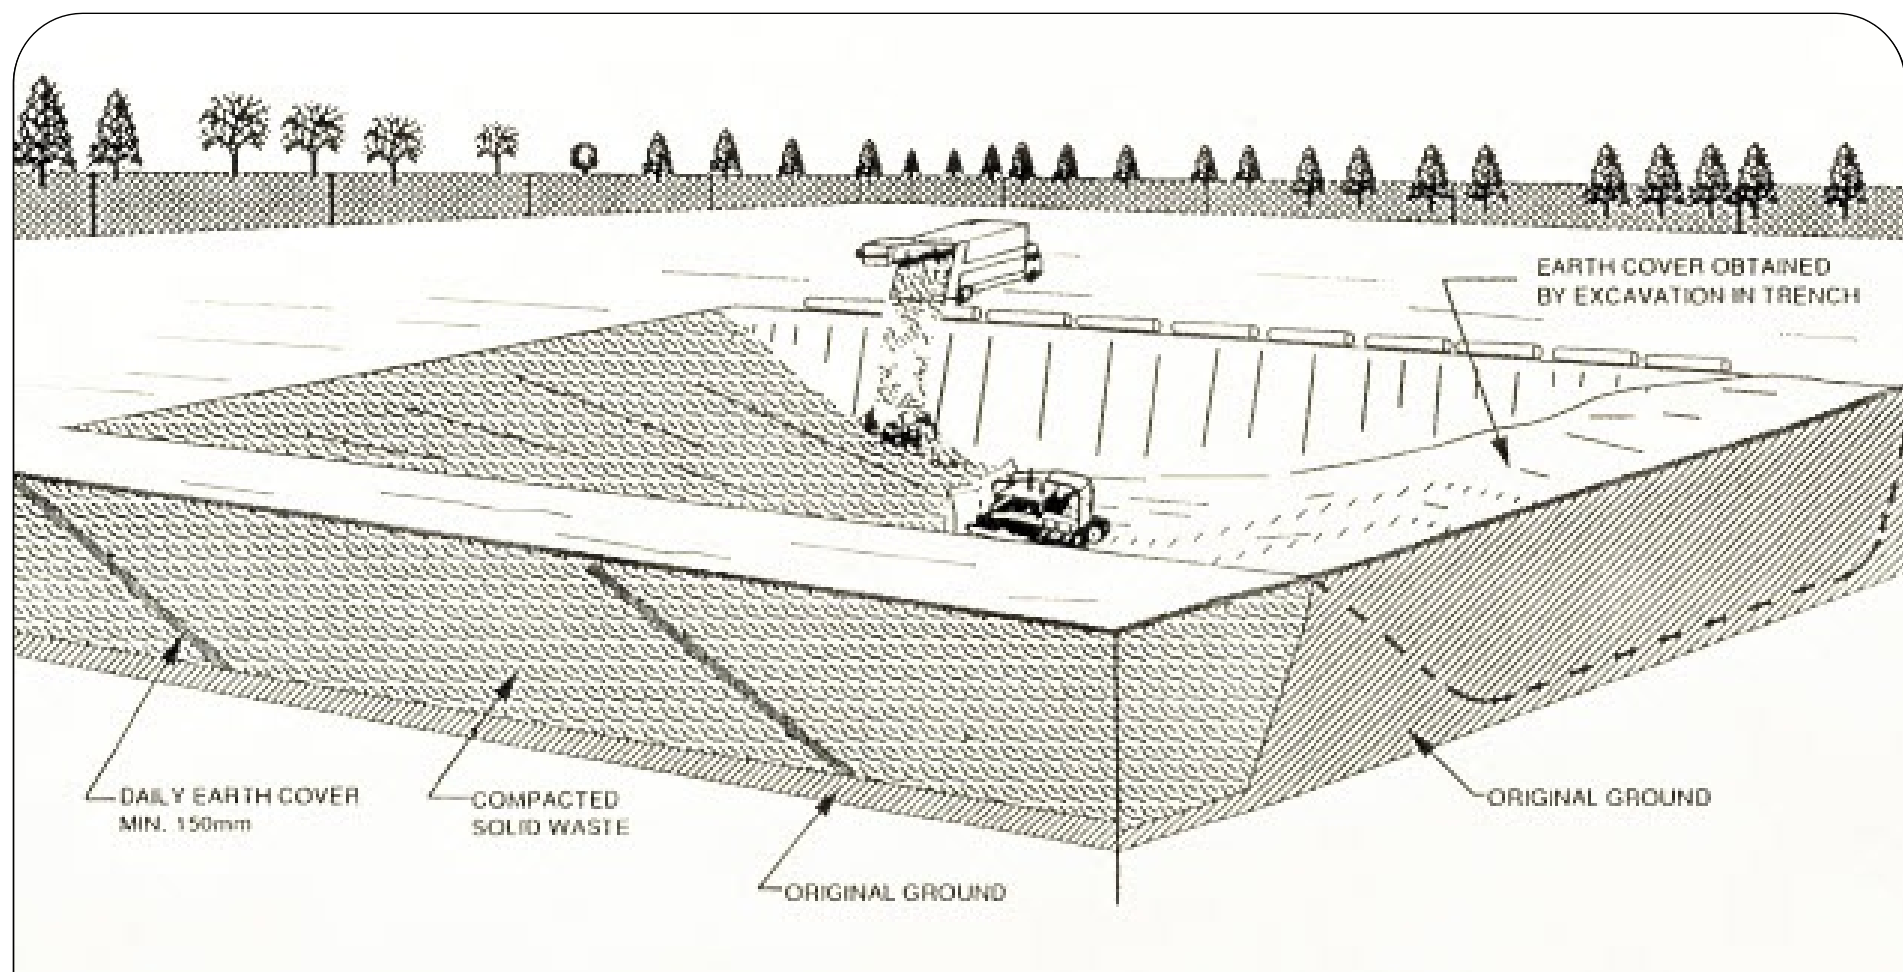 EARTH COVER OBTAINED
BY EXCAVATION IN TRENCH
DAILY EARTH COVER
MIN. 150mm
COMPACTED
SOLID WASTE
ORIGINAL GROUND
ORIGINAL GROUND